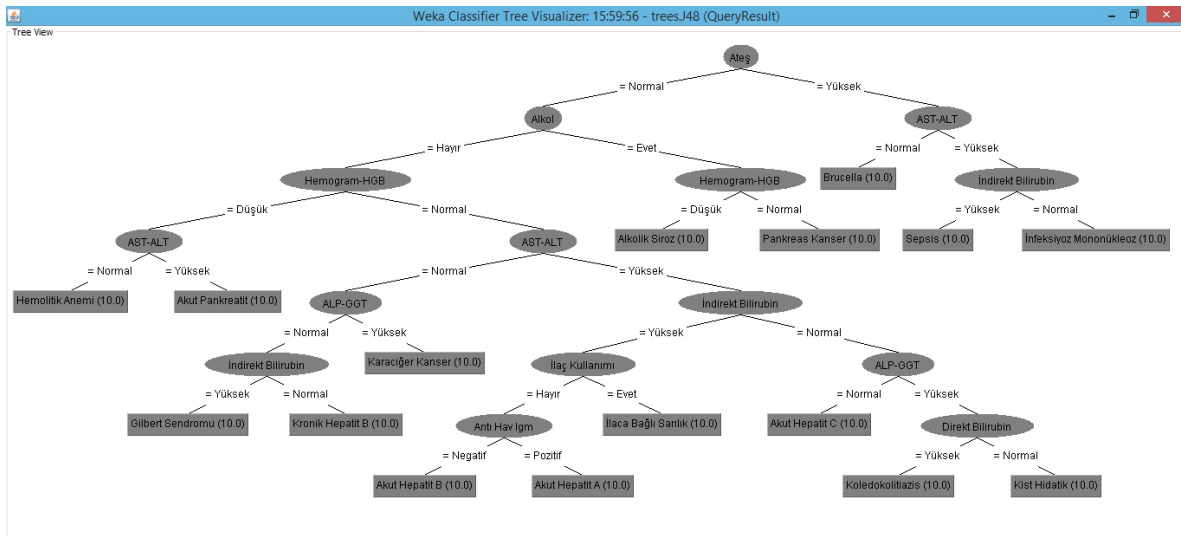 Weka Classifier Tree Visualizer: 15:59:56 - trees.J48 (QueryResult)
Tree View
Ateş
= Normal = Yüksek
Alkol AST-ALT
= Hayır = Evet = Normal = Yüksek
Hemogram-HGB Hemogram-HGB Brucella (10.0) İndirekt Bilirubin
= Düşük = Normal = Düşük = Normal = Yüksek = Normal
AST-ALT AST-ALT Alkolik Siroz (10.0) Pankreas Kanser (10.0) Sepsis (10.0) İnfeksiyoz Mononükleoz (10.0)
= Normal = Yüksek = Normal = Yüksek
Hemolitik Anemi (10.0) Akut Pankreatit (10.0) ALP-GGT İndirekt Bilirubin
= Normal = Yüksek = Yüksek = Normal
İndirekt Bilirubin Karaciğer Kanser (10.0) İlaç Kullanımı ALP-GGT
= Yüksek = Normal = Hayır = Evet = Normal = Yüksek
Gilbert Sendromu (10.0) Kronik Hepatit B (10.0) Antı Hav Igm İlaca Bağlı Sarılık (10.0) Akut Hepatit C (10.0) Direkt Bilirubin
= Negatif = Pozitif = Yüksek = Normal
Akut Hepatit B (10.0) Akut Hepatit A (10.0) Koledokolitiazis (10.0) Kist Hidatik (10.0)